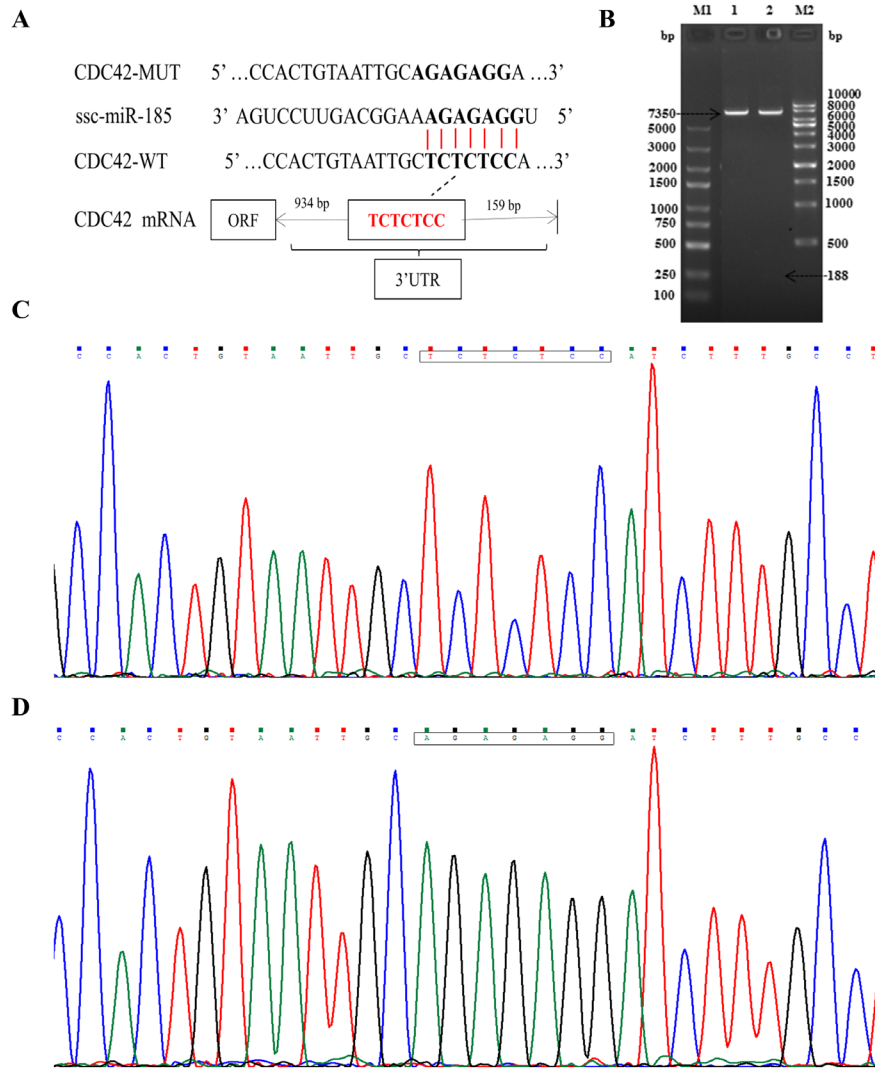 A
CDC42-MUT 5’ …CCACTGTAATTGCAGAGAGGA …3’
ssc-miR-185 3’ AGUCCUUGACGGAAAGAGAGGU 5’
CDC42-WT 5’ …CCACTGTAATTGCTCTCTCCA …3’
CDC42 mRNA ORF 934 bp TCTCTCC 159 bp
3’UTR
B
M1 1 2 M2
bp bp
7350
5000
3000
2000
1500
1000
750
500
250
100
10000
8000
6000
5000
4000
3000
2000
1500
1000
500
188
C
C C A C T G T A A T T G C T C T C T C C A T C T T T G C C T
D
C C A C T G T A A T T G C A G A G A G G A T C T T T G C C